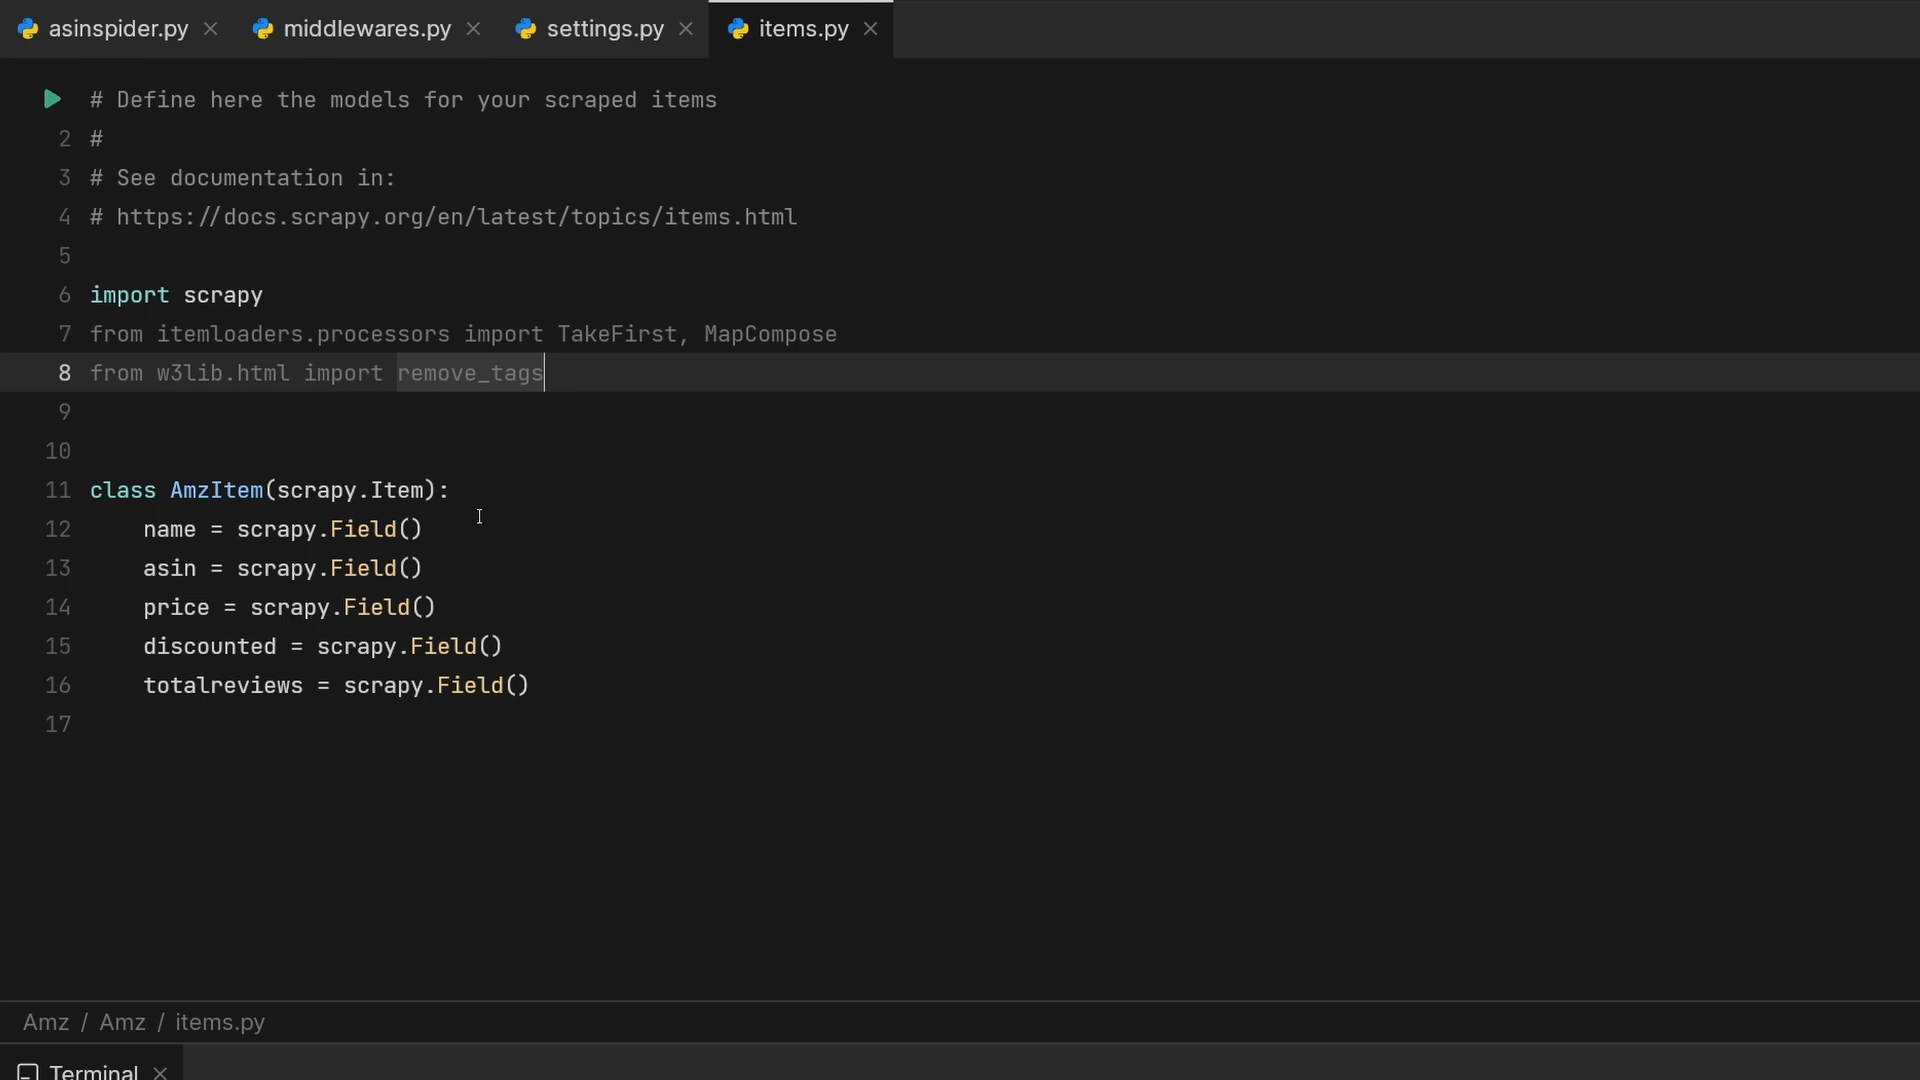 asinspider.py middlewares.py settings.py items.py
# Define here the models for your scraped items
2 #
3 # See documentation in:
4 # https://docs.scrapy.org/en/latest/topics/items.html
5
6 import scrapy
7 from itemloaders.processors import TakeFirst, MapCompose
8 from w3lib.html import remove_tags
9
10
11 class AmzItem(scrapy.Item):
12     name = scrapy.Field()
13     asin = scrapy.Field()
14     price = scrapy.Field()
15     discounted = scrapy.Field()
16     totalreviews = scrapy.Field()
17
Amz / Amz / items.py
Terminal